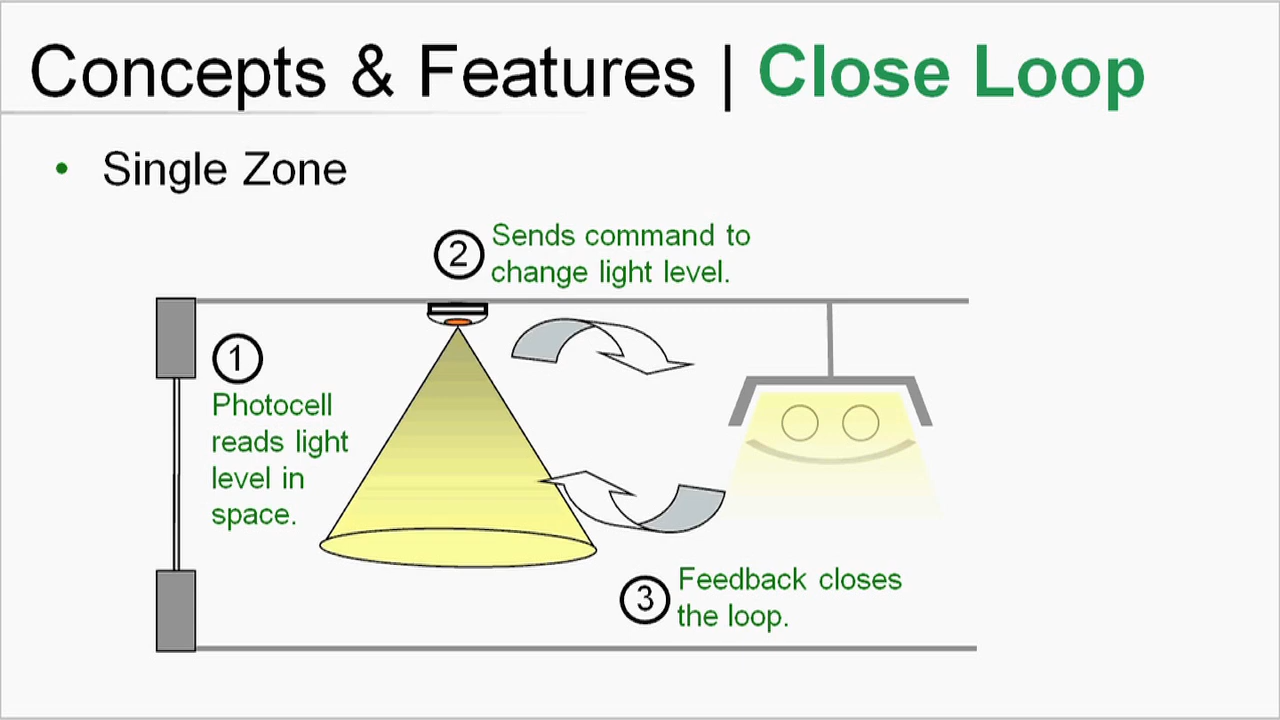 Concepts & Features | Close Loop
• Single Zone
2 Sends command to
change light level.
1
Photocell
reads light
level in
space.
3 Feedback closes
the loop.